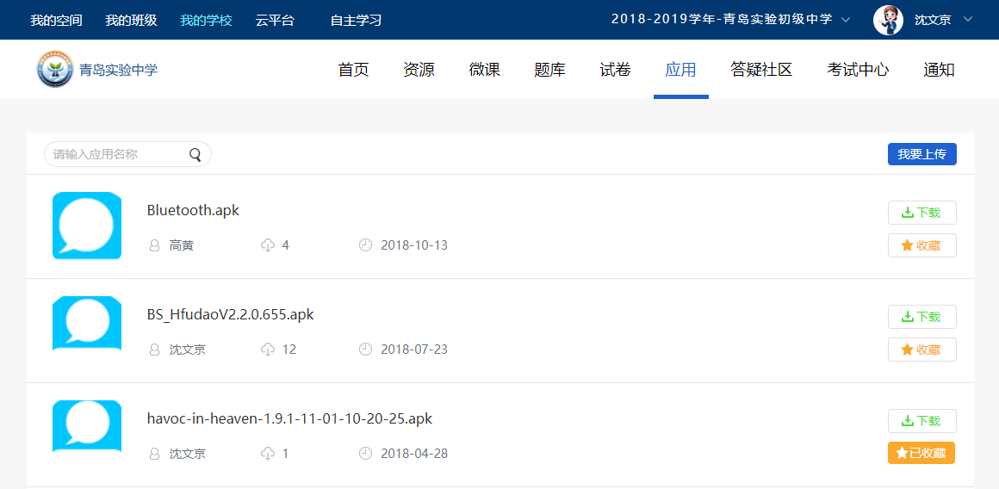 我的空间 我的班级 我的学校 云平台 自主学习 2018-2019学年-青岛实验初级中学 沈文京
青岛实验中学 首页 资源 微课 题库 试卷 应用 答疑社区 考试中心 通知
请输入应用名称 我要上传
Bluetooth.apk 下载
高黄 4 2018-10-13 收藏
BS_HfudaoV2.2.0.655.apk 下载
沈文京 12 2018-07-23 收藏
havoc-in-heaven-1.9.1-11-01-10-20-25.apk 下载
沈文京 1 2018-04-28 已收藏